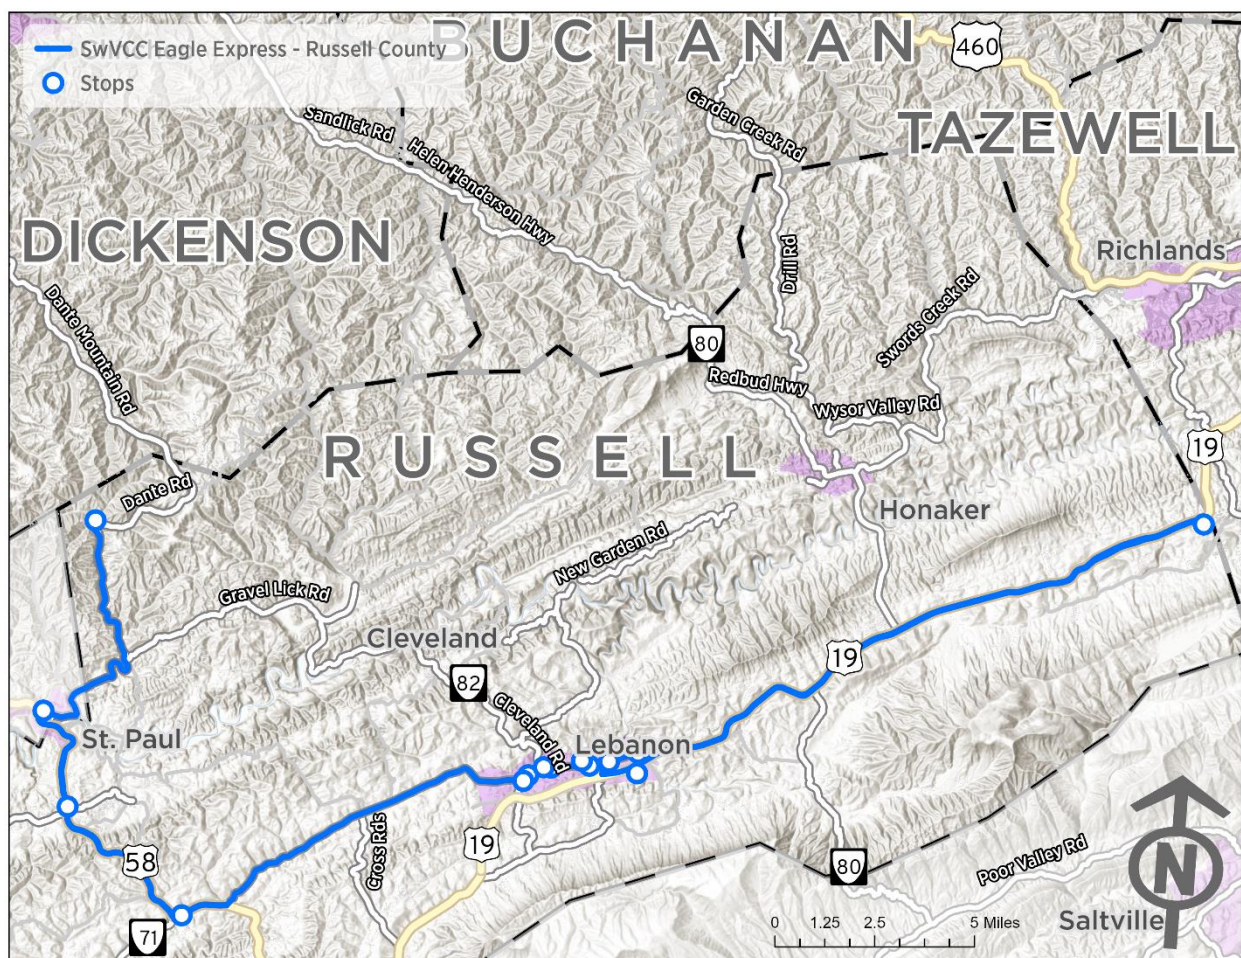 BUCHANAN
SwVCC Eagle Express - Russell County
Stops
460
Garden Creek Rd
TAZEWELL
Sandlick Rd
Helen Henderson Hwy
DICKENSON
Richlands
Drill Rd
Dante Mountain Rd
Swords Creek Rd
80
Redbud Hwy
Wysor Valley Rd
RUSSELL
19
Dante Rd
Honaker
New Garden Rd
Gravel Lick Rd
Cleveland
19
82
Cleveland Rd
St. Paul
Lebanon
Cross Rds
19
58
80
Poor Valley Rd
N
Saltville
71
0 1.25 2.5 5 Miles